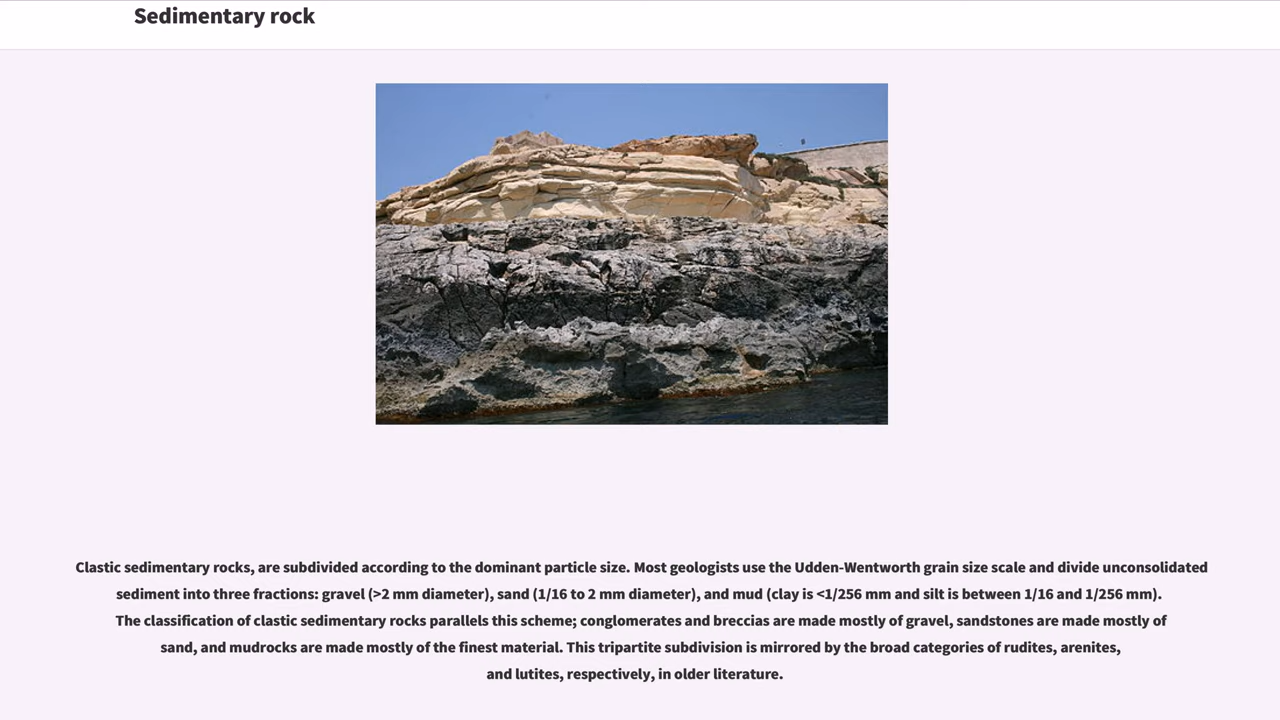 Sedimentary rock
Clastic sedimentary rocks, are subdivided according to the dominant particle size. Most geologists use the Udden-Wentworth grain size scale and divide unconsolidated
sediment into three fractions: gravel (>2 mm diameter), sand (1/16 to 2 mm diameter), and mud (clay is <1/256 mm and silt is between 1/16 and 1/256 mm).
The classification of clastic sedimentary rocks parallels this scheme; conglomerates and breccias are made mostly of gravel, sandstones are made mostly of
sand, and mudrocks are made mostly of the finest material. This tripartite subdivision is mirrored by the broad categories of rudites, arenites,
and lutites, respectively, in older literature.